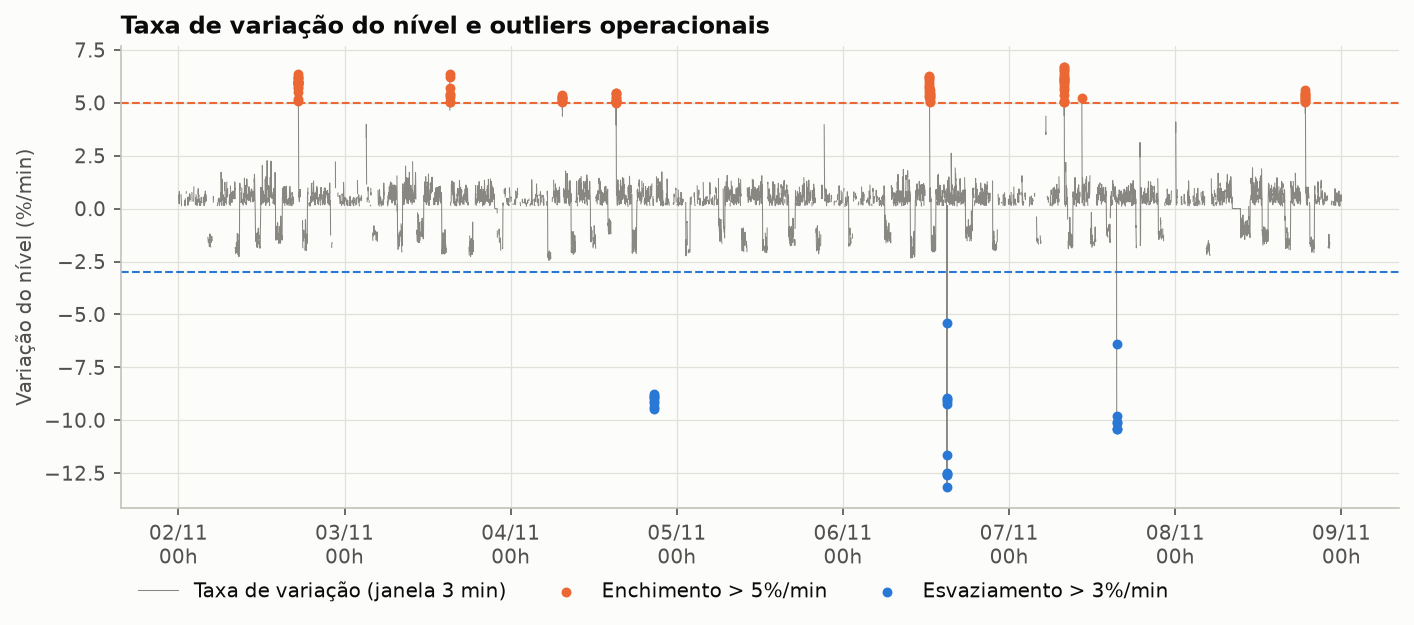 Taxa de variação do nível e outliers operacionais
Variação do nível (%/min)
7.5
5.0
2.5
0.0
−2.5
−5.0
−7.5
−10.0
−12.5
02/11 00h
03/11 00h
04/11 00h
05/11 00h
06/11 00h
07/11 00h
08/11 00h
09/11 00h
Taxa de variação (janela 3 min)
Enchimento > 5%/min
Esvaziamento > 3%/min